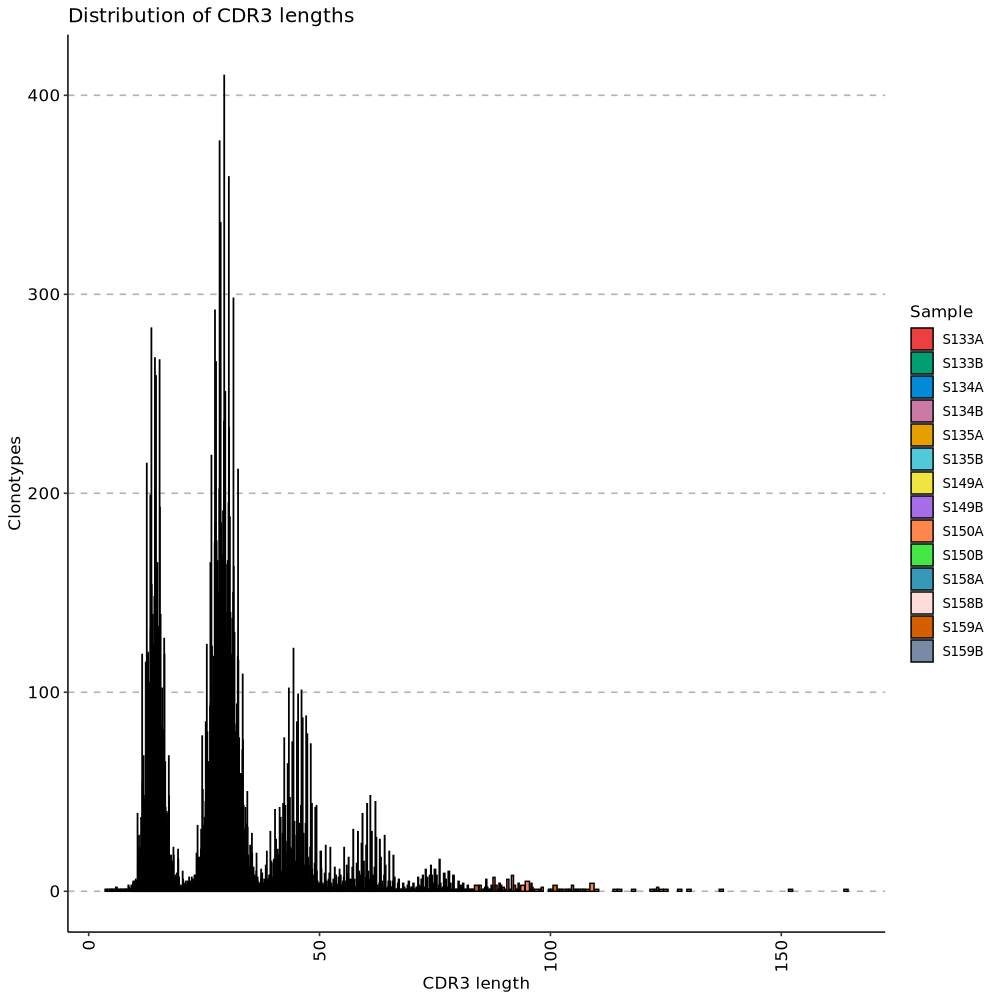 Distribution of CDR3 lengths
400
300
200
100
0
Clonotypes
0
50
100
150
CDR3 length
Sample
S133A
S133B
S134A
S134B
S135A
S135B
S149A
S149B
S150A
S150B
S158A
S158B
S159A
S159B